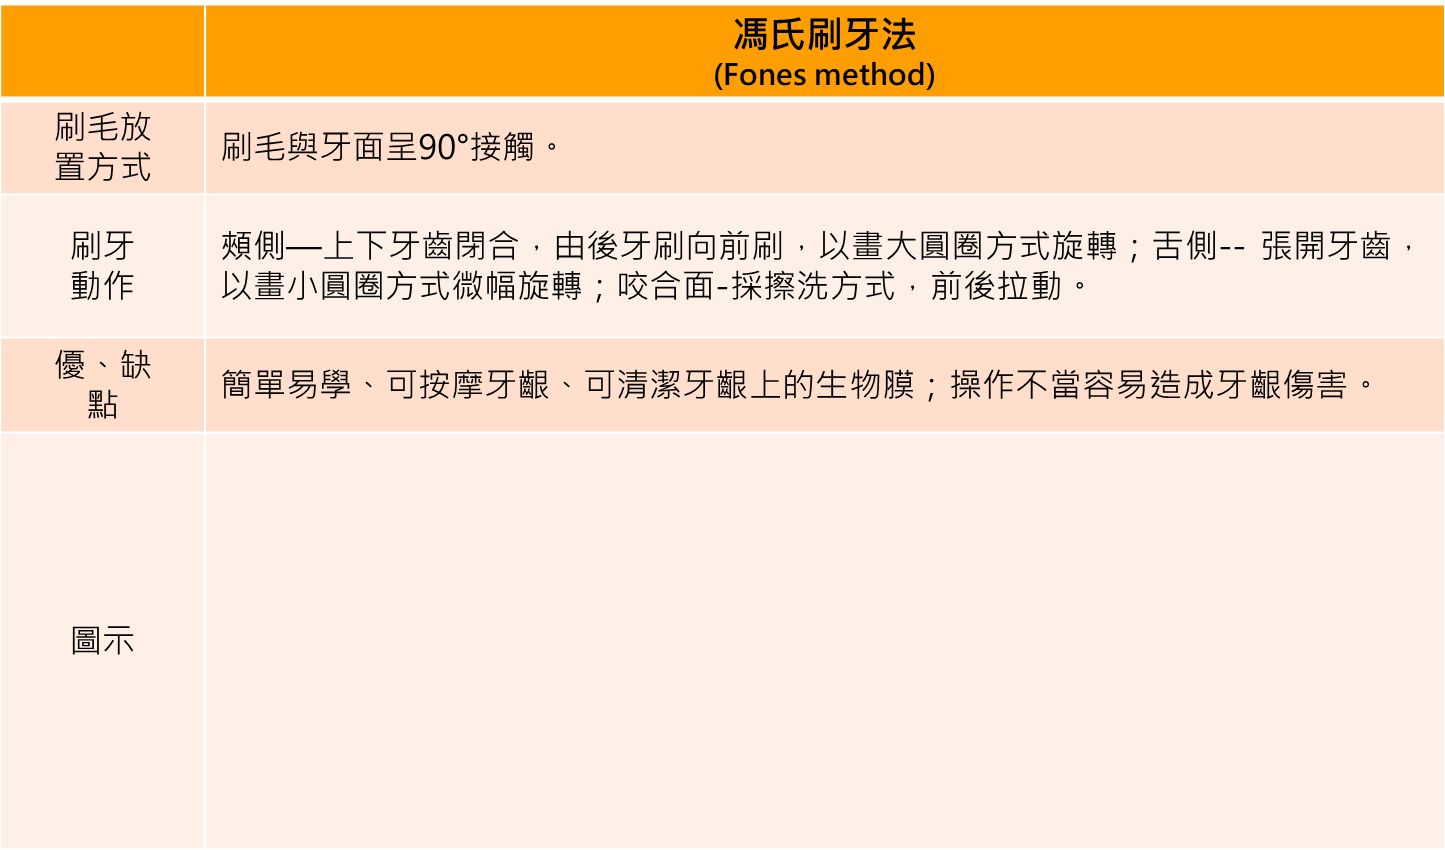 馮氏刷牙法
(Fones method)
刷毛放
置方式
刷毛與牙面呈90°接觸。
刷牙
動作
頰側—上下牙齒閉合，由後牙刷向前刷，以畫大圓圈方式旋轉；舌側-- 張開牙齒，
以畫小圓圈方式微幅旋轉；咬合面-採擦洗方式，前後拉動。
優、缺
點
簡單易學、可按摩牙齦、可清潔牙齦上的生物膜；操作不當容易造成牙齦傷害。
圖示